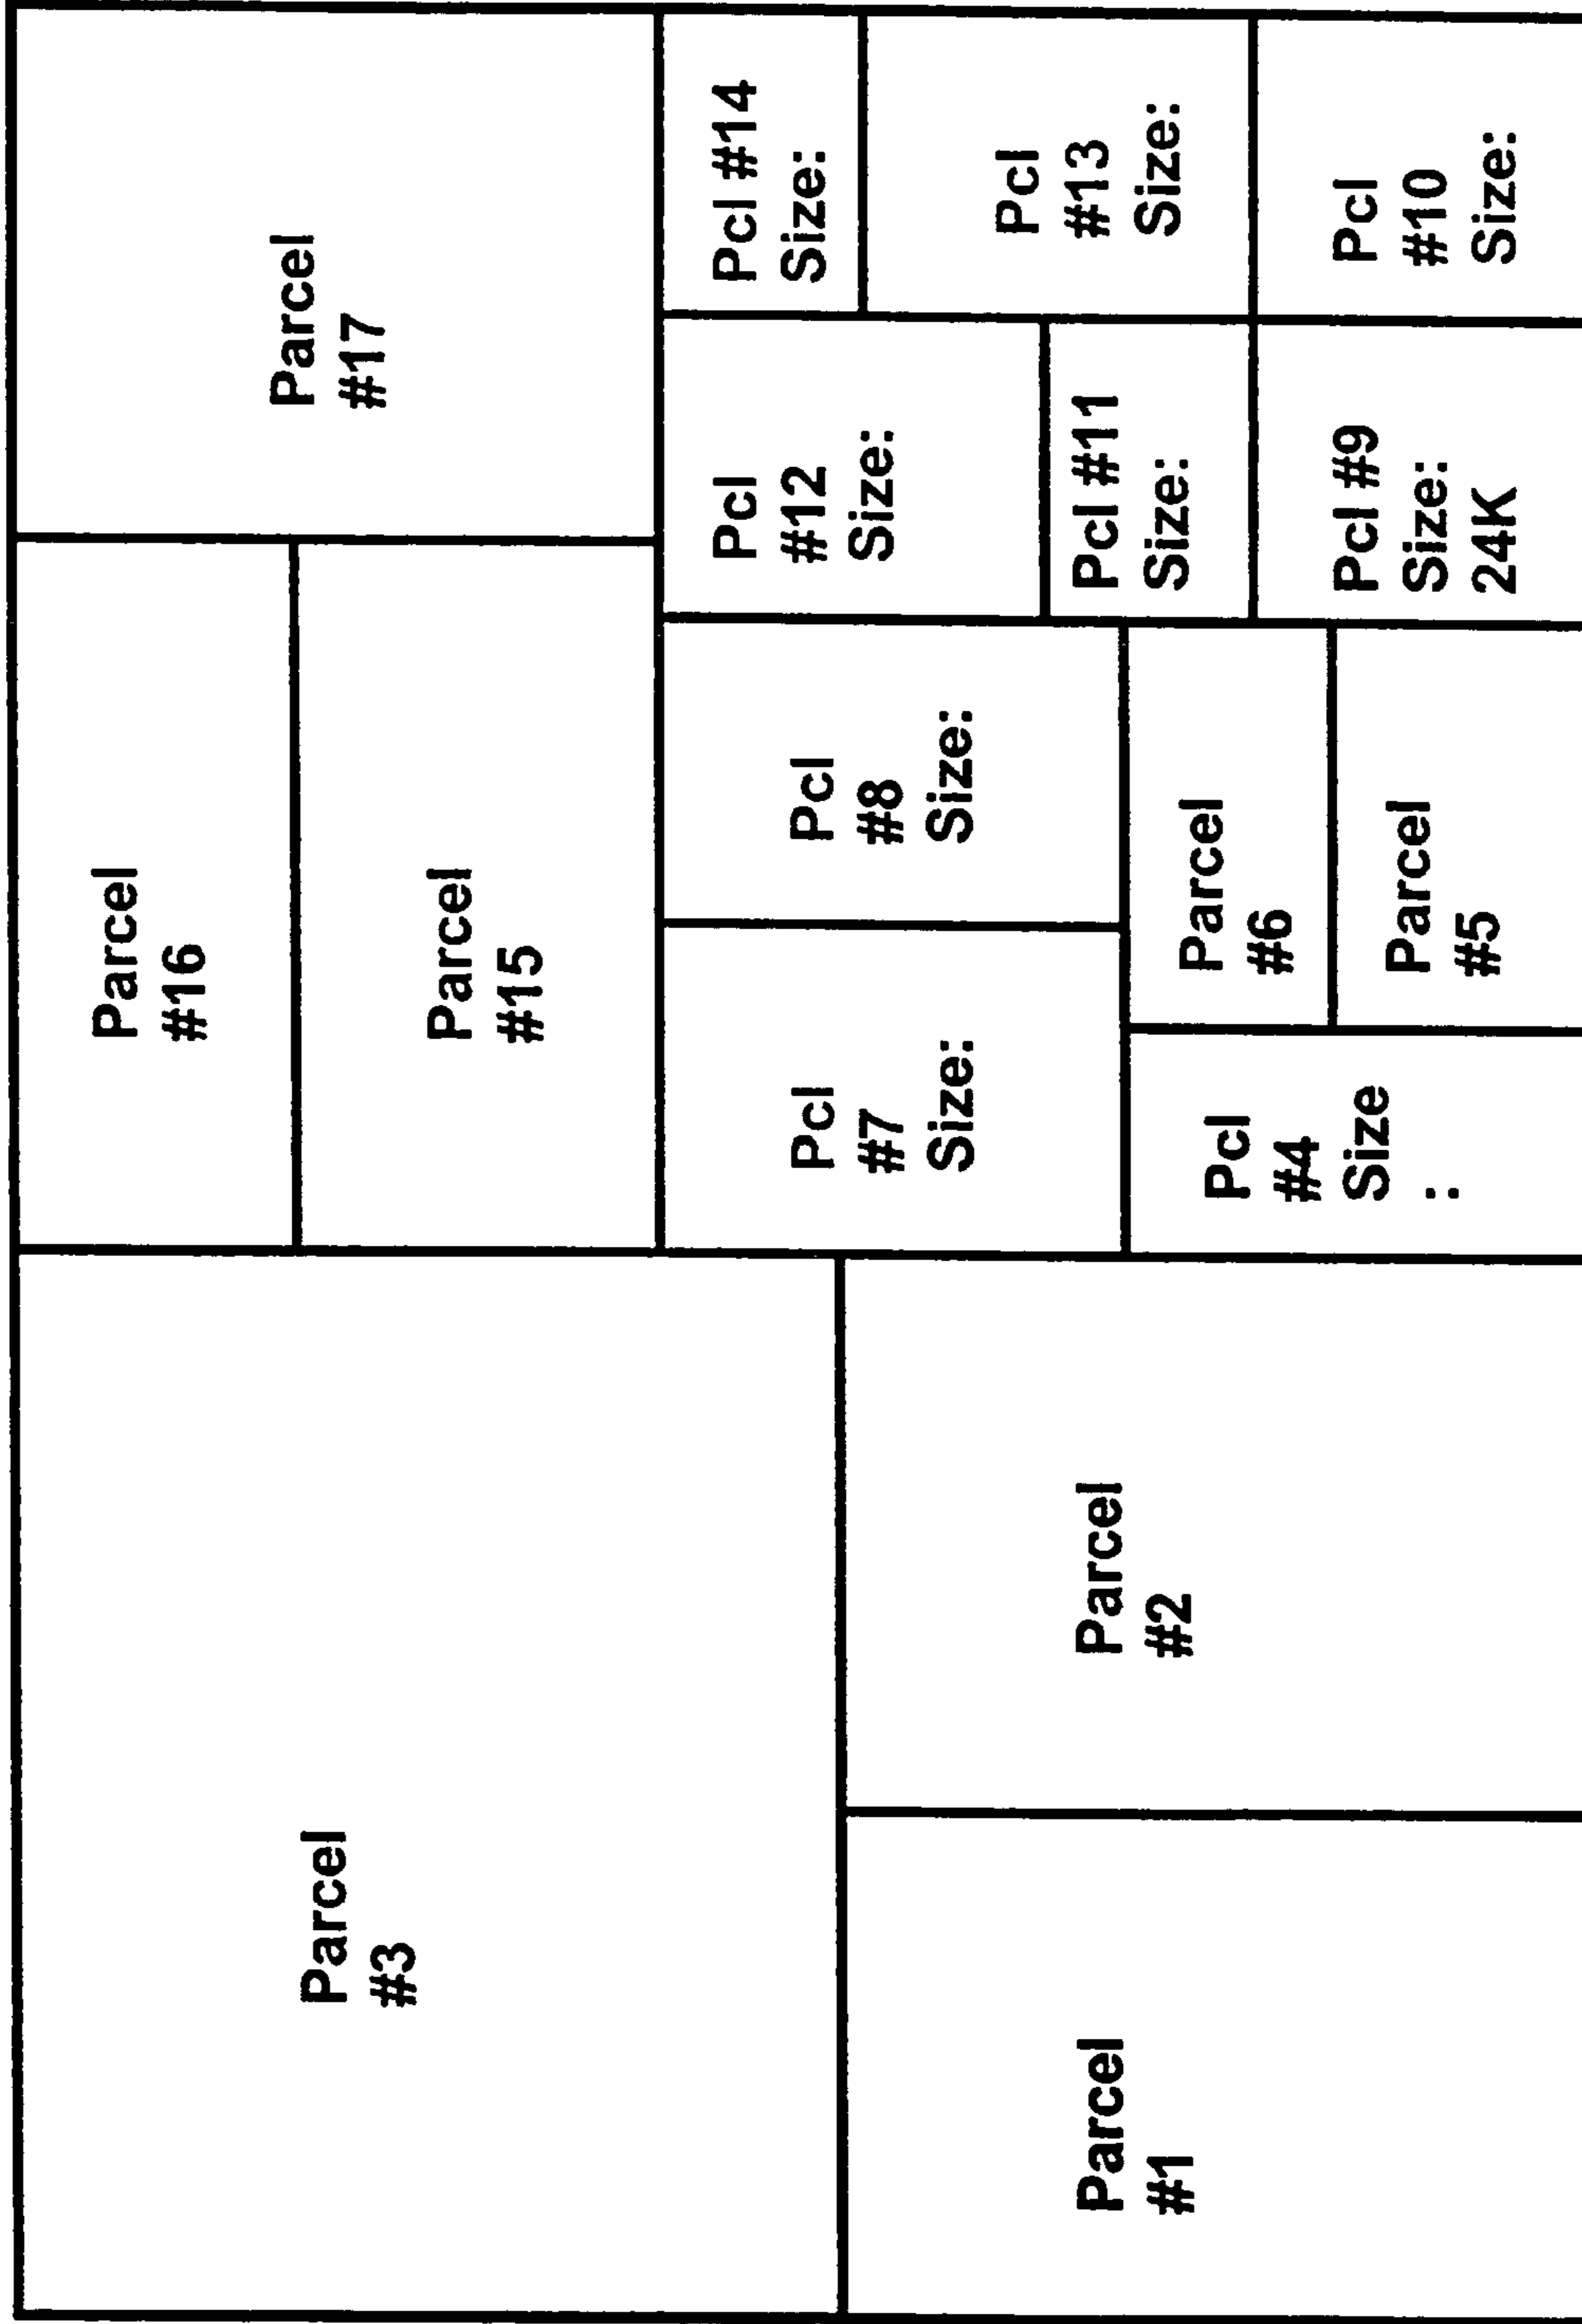 Parcel
#3
Parcel
#16
Parcel
#15
Parcel
#17
Parcel
#1
Parcel
#2
Pcl
#7
Size:
Pcl
#8
Size:
Pcl
#12
Size:
Pcl #14
Size:
Pcl #11
Size:
Pcl
#13
Size:
Pcl
#4
Size
:
Parcel
#6
Parcel
#5
Pcl #9
Size:
24K
Pcl
#10
Size: